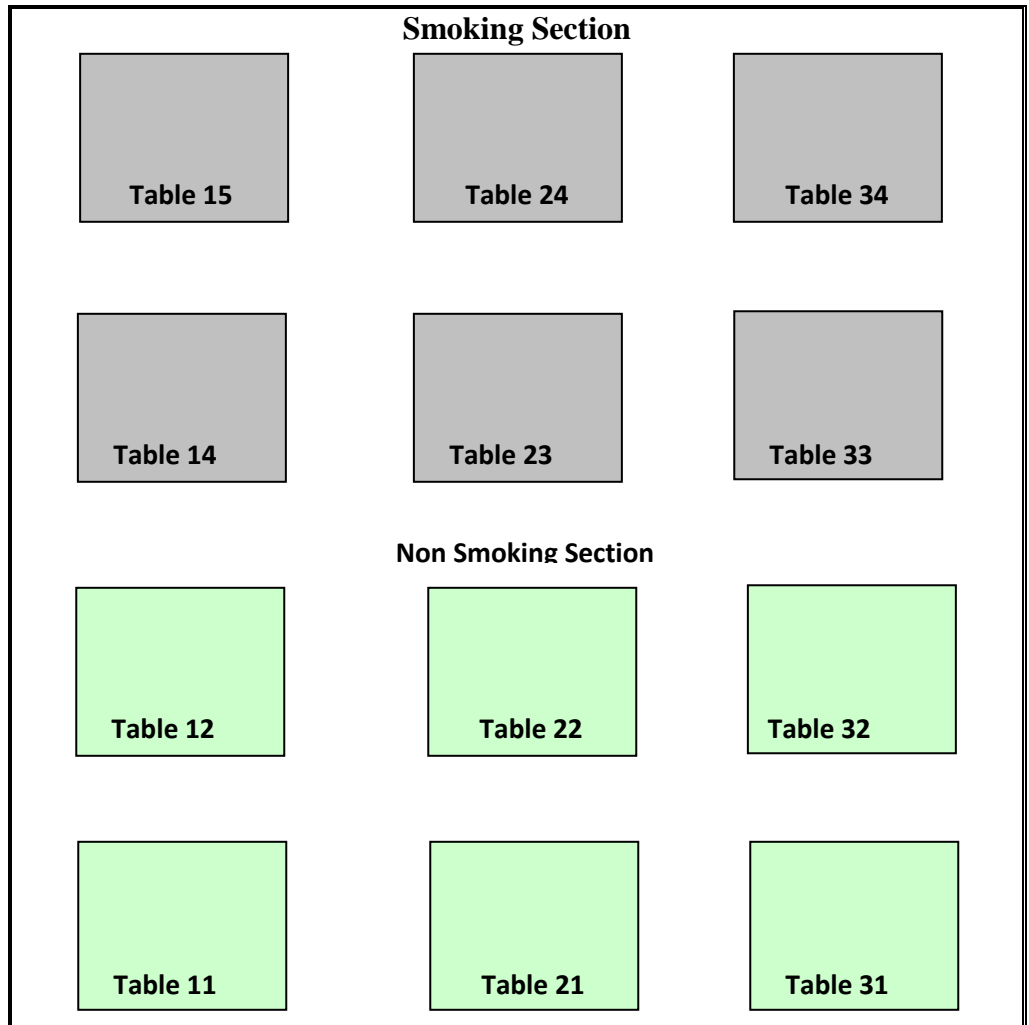 Smoking Section
Table 15 Table 24 Table 34
Table 14 Table 23 Table 33
Non Smoking Section
Table 12 Table 22 Table 32
Table 11 Table 21 Table 31